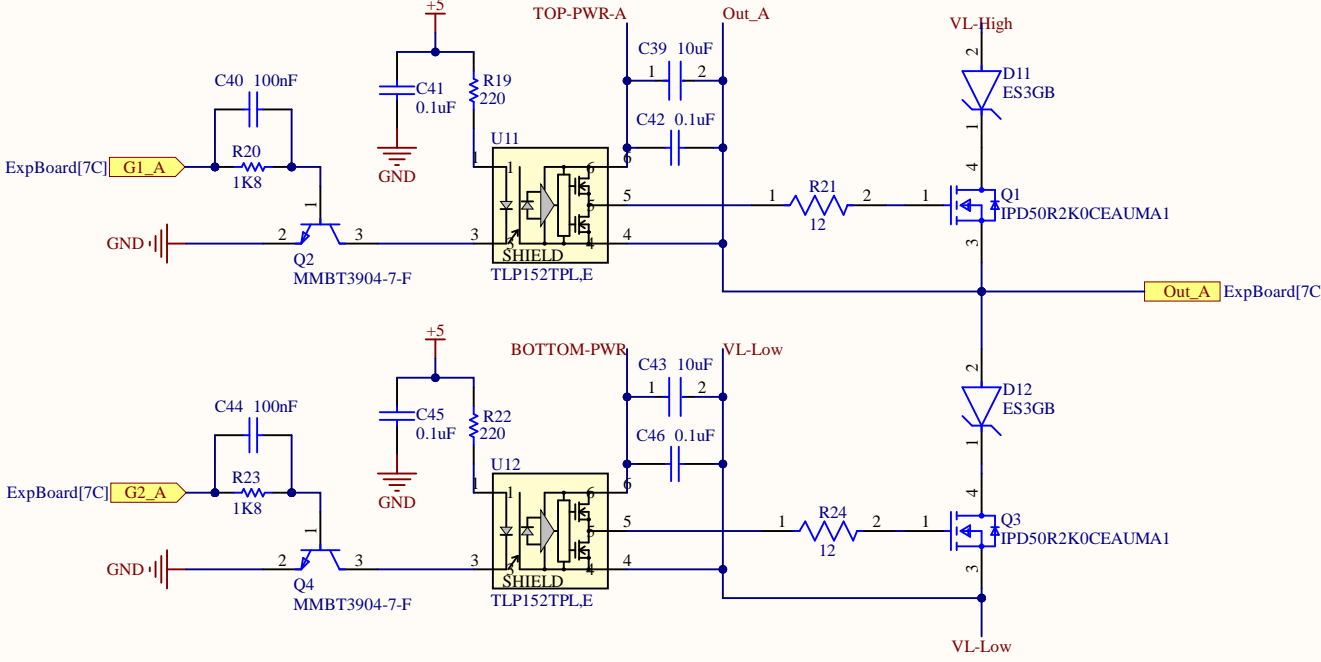 +5
TOP-PWR-A Out_A
VL-High
C39 10uF
1 2
2
C40 100nF
C41
0.1uF
R19
220
D11
ES3GB
C42 0.1uF
1
U11
R20
1K8
ExpBoard[7C] G1_A
GND
1 1 6 6
4
5 5
1 R21 2
12
1
Q1
IPD50R2K0CEAUMA1
1
GND 2 3 3 3 4 4
3
SHIELD
Q2
MMBT3904-7-F
TLP152TPL,E
Out_A ExpBoard[7C
+5
BOTTOM-PWR VL-Low
C43 10uF
1 2
2
C44 100nF
C45
0.1uF
R22
220
D12
ES3GB
C46 0.1uF
1
U12
R23
1K8
ExpBoard[7C] G2_A
GND
1 1 6 6
4
5 5
1 R24 2
12
1
Q3
IPD50R2K0CEAUMA1
1
GND 2 3 3 3 4 4
3
SHIELD
Q4
MMBT3904-7-F
TLP152TPL,E
VL-Low